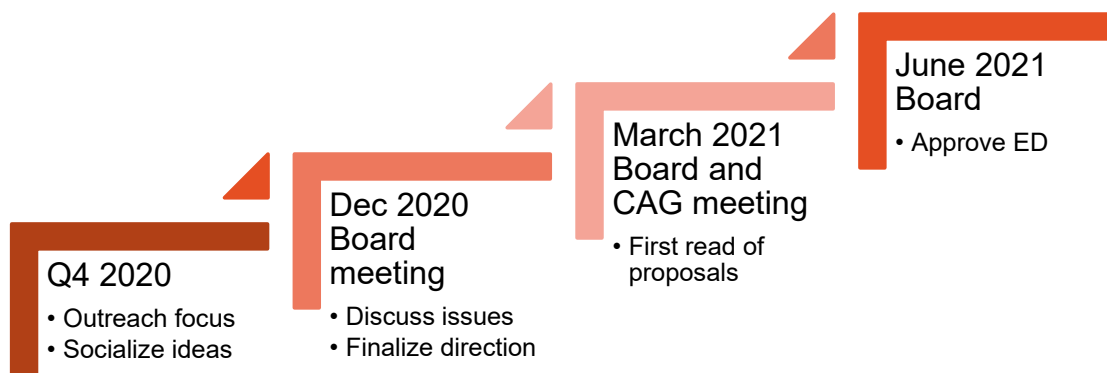 Q4 2020
• Outreach focus
• Socialize ideas
Dec 2020
Board
meeting
• Discuss issues
• Finalize direction
March 2021
Board and
CAG meeting
• First read of
proposals
June 2021
Board
• Approve ED